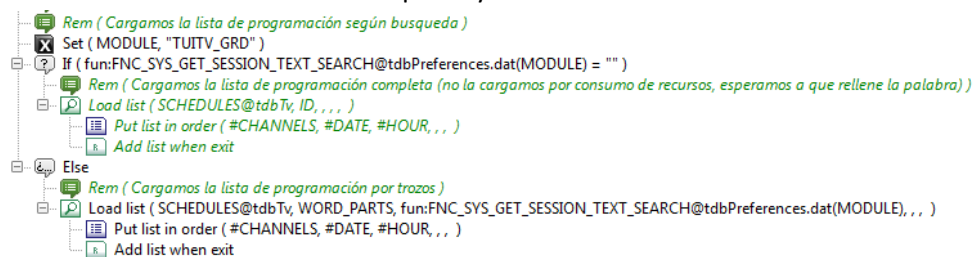 Rem ( Cargamos la lista de programación según busqueda )
Set ( MODULE, "TUITV_GRD" )
If ( fun:FNC_SYS_GET_SESSION_TEXT_SEARCH@tdbPreferences.dat(MODULE) = "" )
Rem ( Cargamos la lista de programación completa (no la cargamos por consumo de recursos, esperamos a que rellene la palabra) )
Load list ( SCHEDULES@tdbTv, ID, , , , )
Put list in order ( #CHANNELS, #DATE, #HOUR, , , )
Add list when exit
Else
Rem ( Cargamos la lista de programación por trozos )
Load list ( SCHEDULES@tdbTv, WORD_PARTS, fun:FNC_SYS_GET_SESSION_TEXT_SEARCH@tdbPreferences.dat(MODULE), , , )
Put list in order ( #CHANNELS, #DATE, #HOUR, , , )
Add list when exit